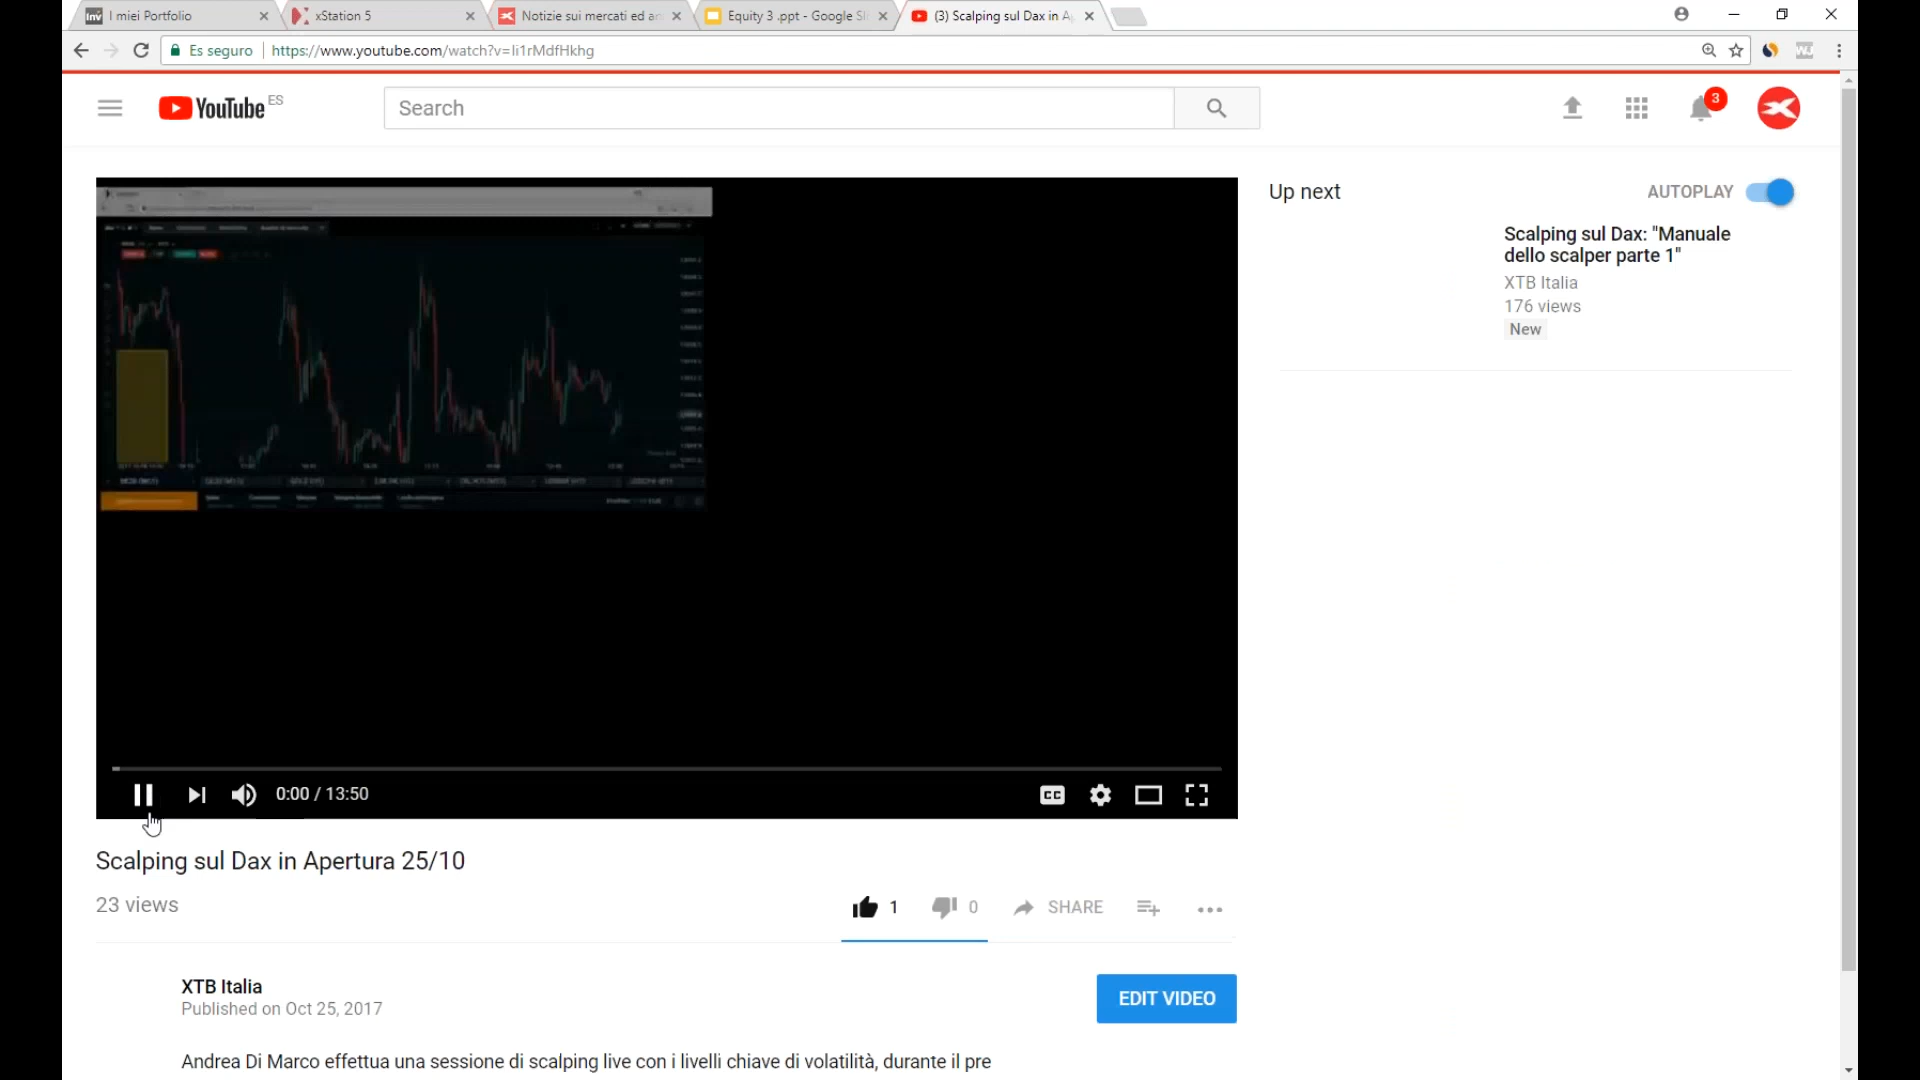 I miei Portfolio
xStation 5
Notizie sui mercati ed an
Equity 3 .ppt - Google Sl
(3) Scalping sul Dax in A
Es seguro
https://www.youtube.com/watch?v=li1rMdfHkhg
YouTube ES
Search
3
Up next
AUTOPLAY
Scalping sul Dax: "Manuale
dello scalper parte 1"
XTB Italia
176 views
New
0:00 / 13:50
CC
Scalping sul Dax in Apertura 25/10
23 views
1
0
SHARE
XTB Italia
Published on Oct 25, 2017
EDIT VIDEO
Andrea Di Marco effettua una sessione di scalping live con i livelli chiave di volatilità, durante il pre